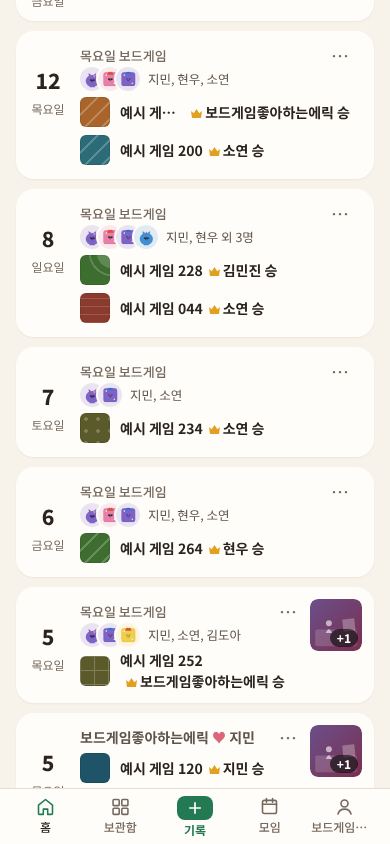 목요일 보드게임
...
12
목요일
지민, 현우, 소연
예시 게... 보드게임좋아하는에릭 승
예시 게임 200 소연 승
목요일 보드게임
...
8
일요일
지민, 현우 외 3명
예시 게임 228 김민진 승
예시 게임 044 소연 승
목요일 보드게임
...
7
토요일
지민, 소연
예시 게임 234 소연 승
목요일 보드게임
...
6
금요일
지민, 현우, 소연
예시 게임 264 현우 승
목요일 보드게임
...
5
목요일
지민, 소연, 김도아
예시 게임 252
보드게임좋아하는에릭 승
+1
보드게임좋아하는에릭 ♥ 지민
...
5
예시 게임 120 지민 승
+1
홈
보관함
기록
모임
보드게임...